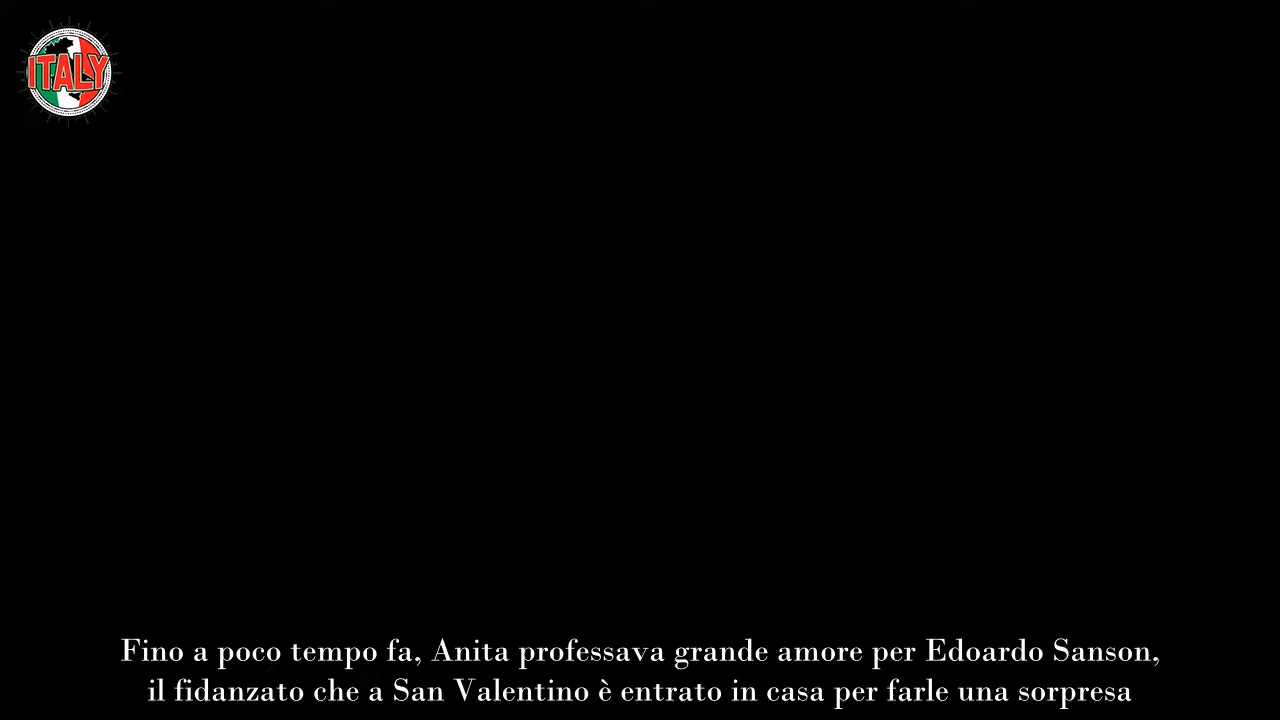 ITALY
Fino a poco tempo fa, Anita professava grande amore per Edoardo Sanson,
il fidanzato che a San Valentino è entrato in casa per farle una sorpresa